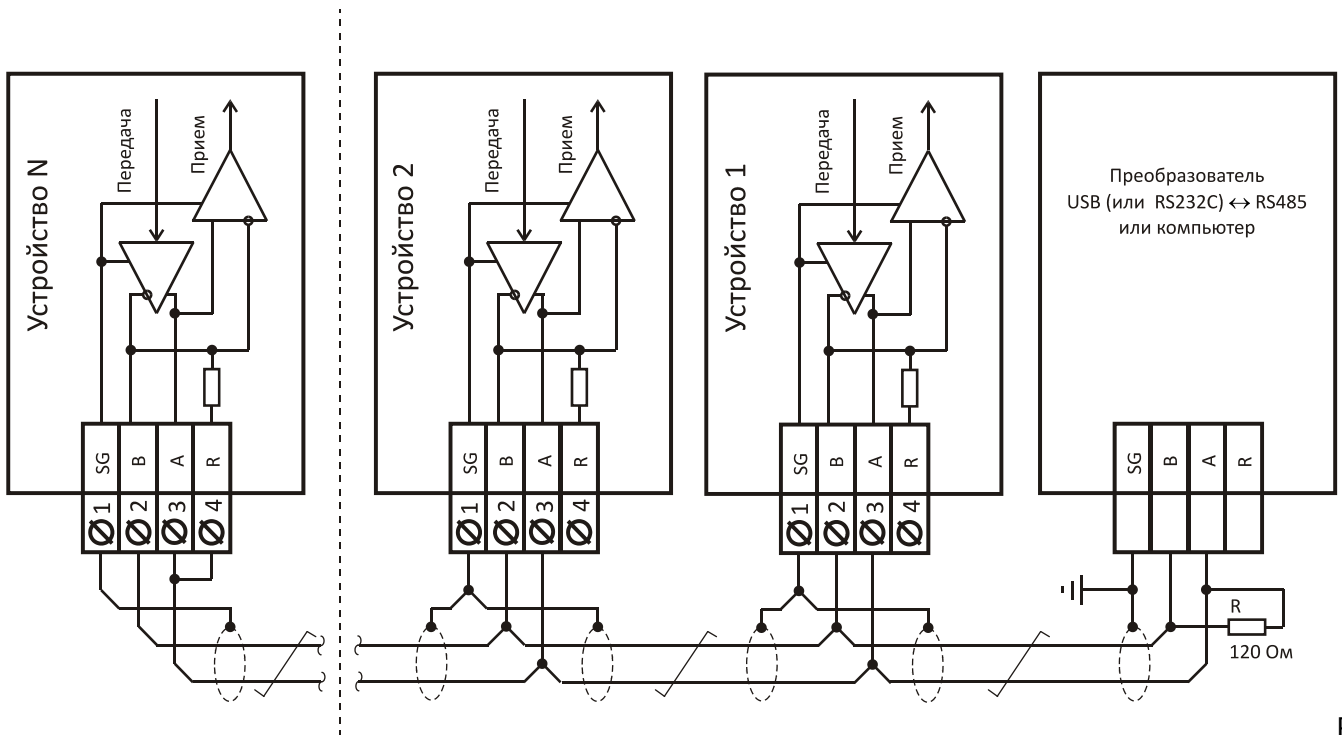 Устройство N
Передача
Прием
SG
B
A
R
1
2
3
4
Устройство 2
Передача
Прием
SG
B
A
R
1
2
3
4
Устройство 1
Передача
Прием
SG
B
A
R
1
2
3
4
Преобразователь
USB (или RS232C) ↔ RS485
или компьютер
SG
B
A
R
R
120 Ом